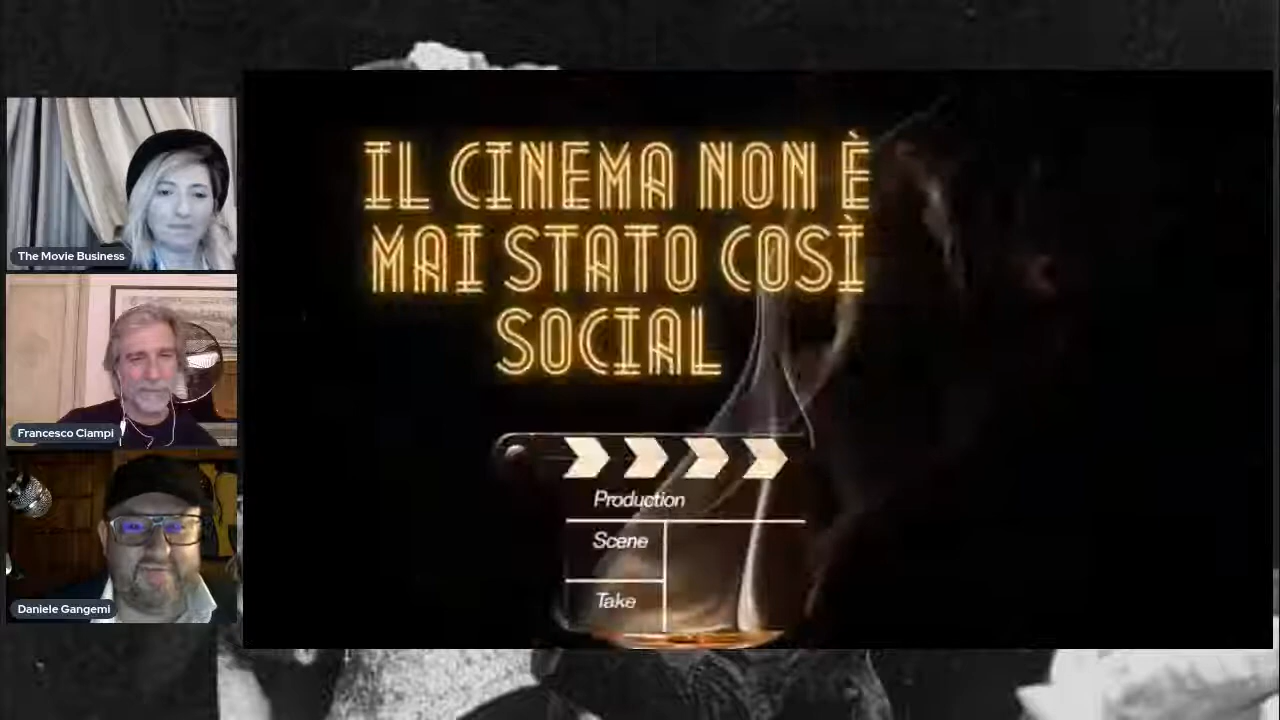 The Movie Business
Francesco Ciampi
Daniele Gangemi
IL CINEMA NON È
MAI STATO COSÌ
SOCIAL
Production
Scene
Take